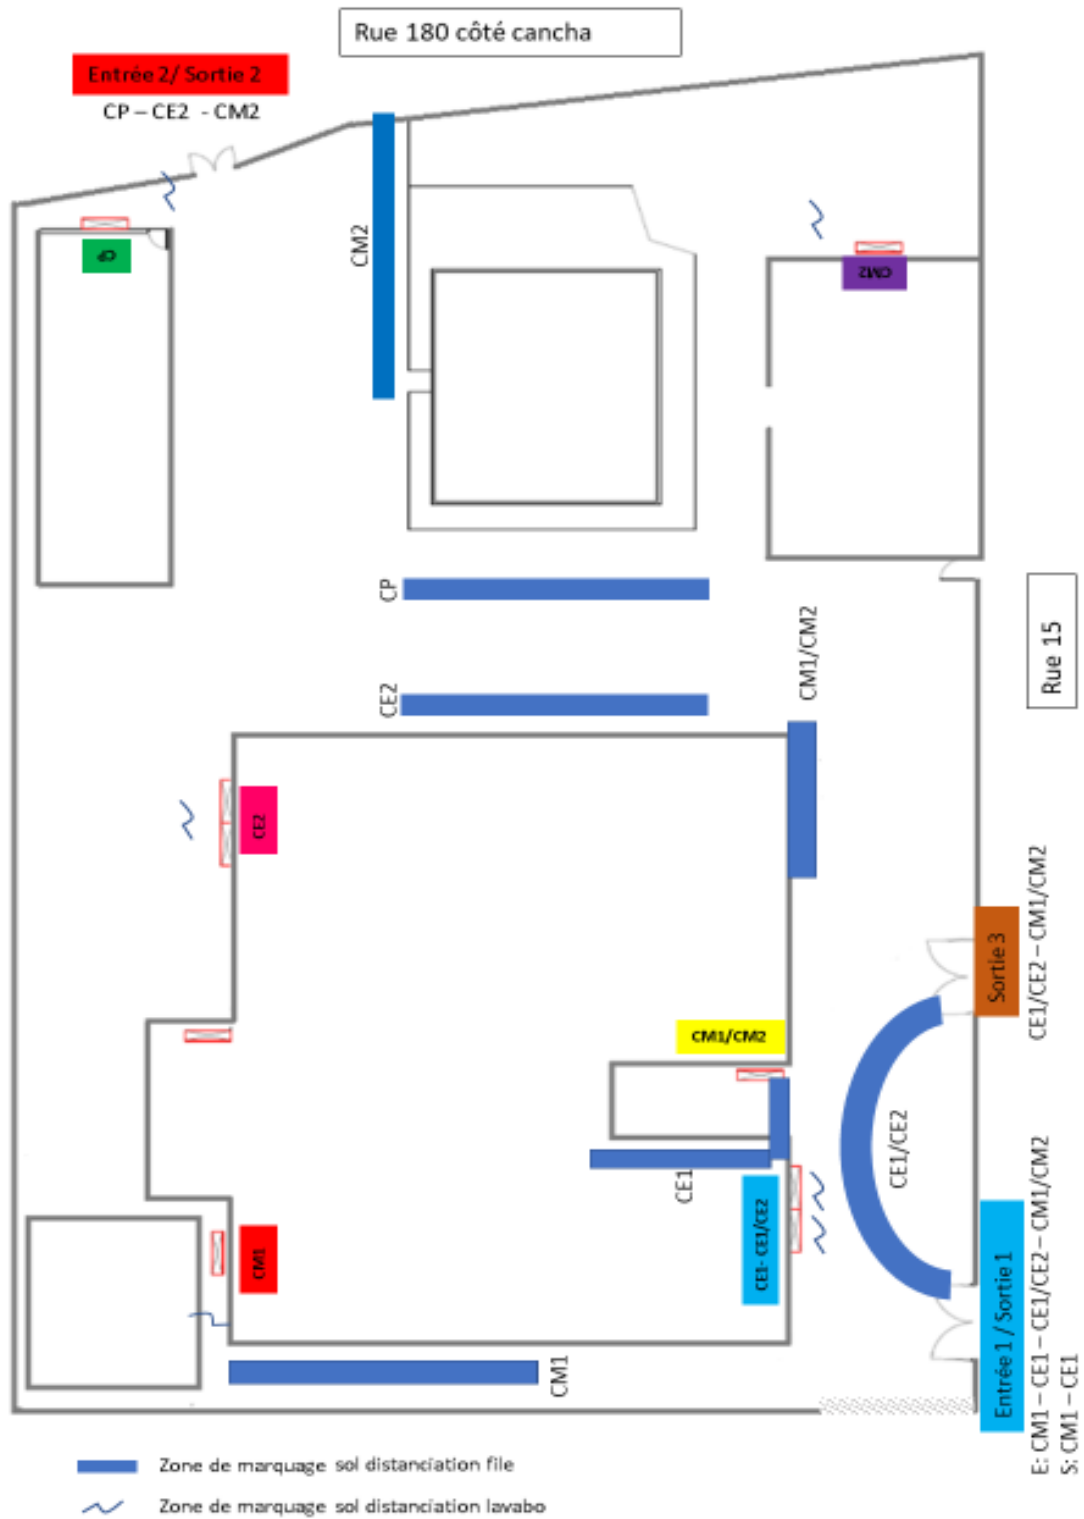 Rue 180 côté cancha
Entrée 2/ Sortie 2
CP – CE2 - CM2
CP
CM2
CM2
CP
CE2
CM1/CM2
Rue 15
CE2
CM1/CM2
Sortie 3
CE1/CE2 – CM1/CM2
CE1
CE1/CE2
CE1- CE1/CE2
CM1
CM1
Entrée 1 / Sortie 1
E: CM1 – CE1 – CE1/CE2 – CM1/CM2
S: CM1 – CE1
Zone de marquage sol distanciation file
Zone de marquage sol distanciation lavabo